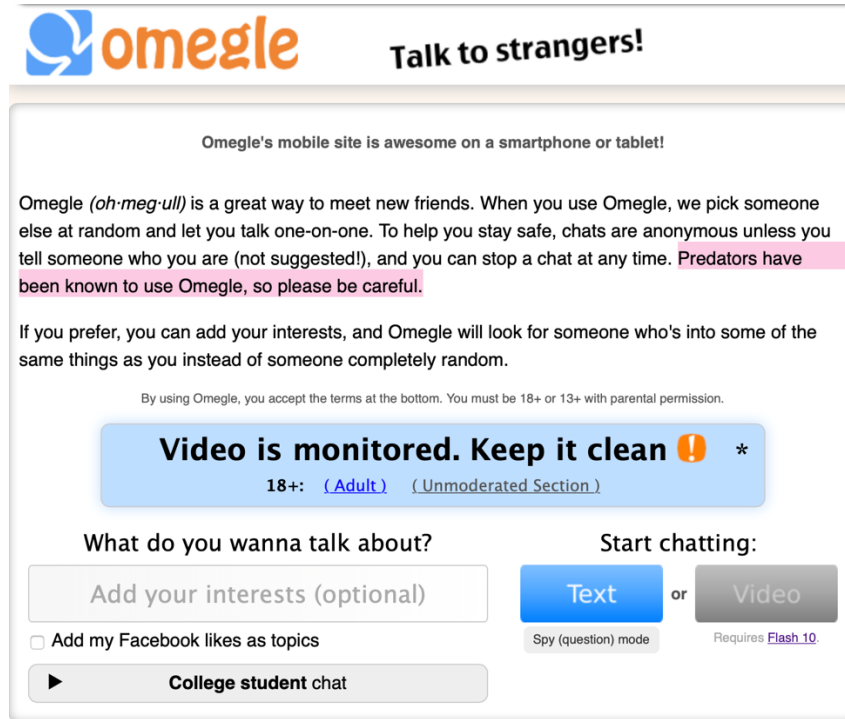 omegle Talk to strangers!
Omegle's mobile site is awesome on a smartphone or tablet!
Omegle (oh·meg·ull) is a great way to meet new friends. When you use Omegle, we pick someone
else at random and let you talk one-on-one. To help you stay safe, chats are anonymous unless you
tell someone who you are (not suggested!), and you can stop a chat at any time. Predators have
been known to use Omegle, so please be careful.
If you prefer, you can add your interests, and Omegle will look for someone who's into some of the
same things as you instead of someone completely random.
By using Omegle, you accept the terms at the bottom. You must be 18+ or 13+ with parental permission.
Video is monitored. Keep it clean ! *
18+: ( Adult ) ( Unmoderated Section )
What do you wanna talk about? Start chatting:
Add your interests (optional) Text or Video
Add my Facebook likes as topics Spy (question) mode Requires Flash 10.
College student chat